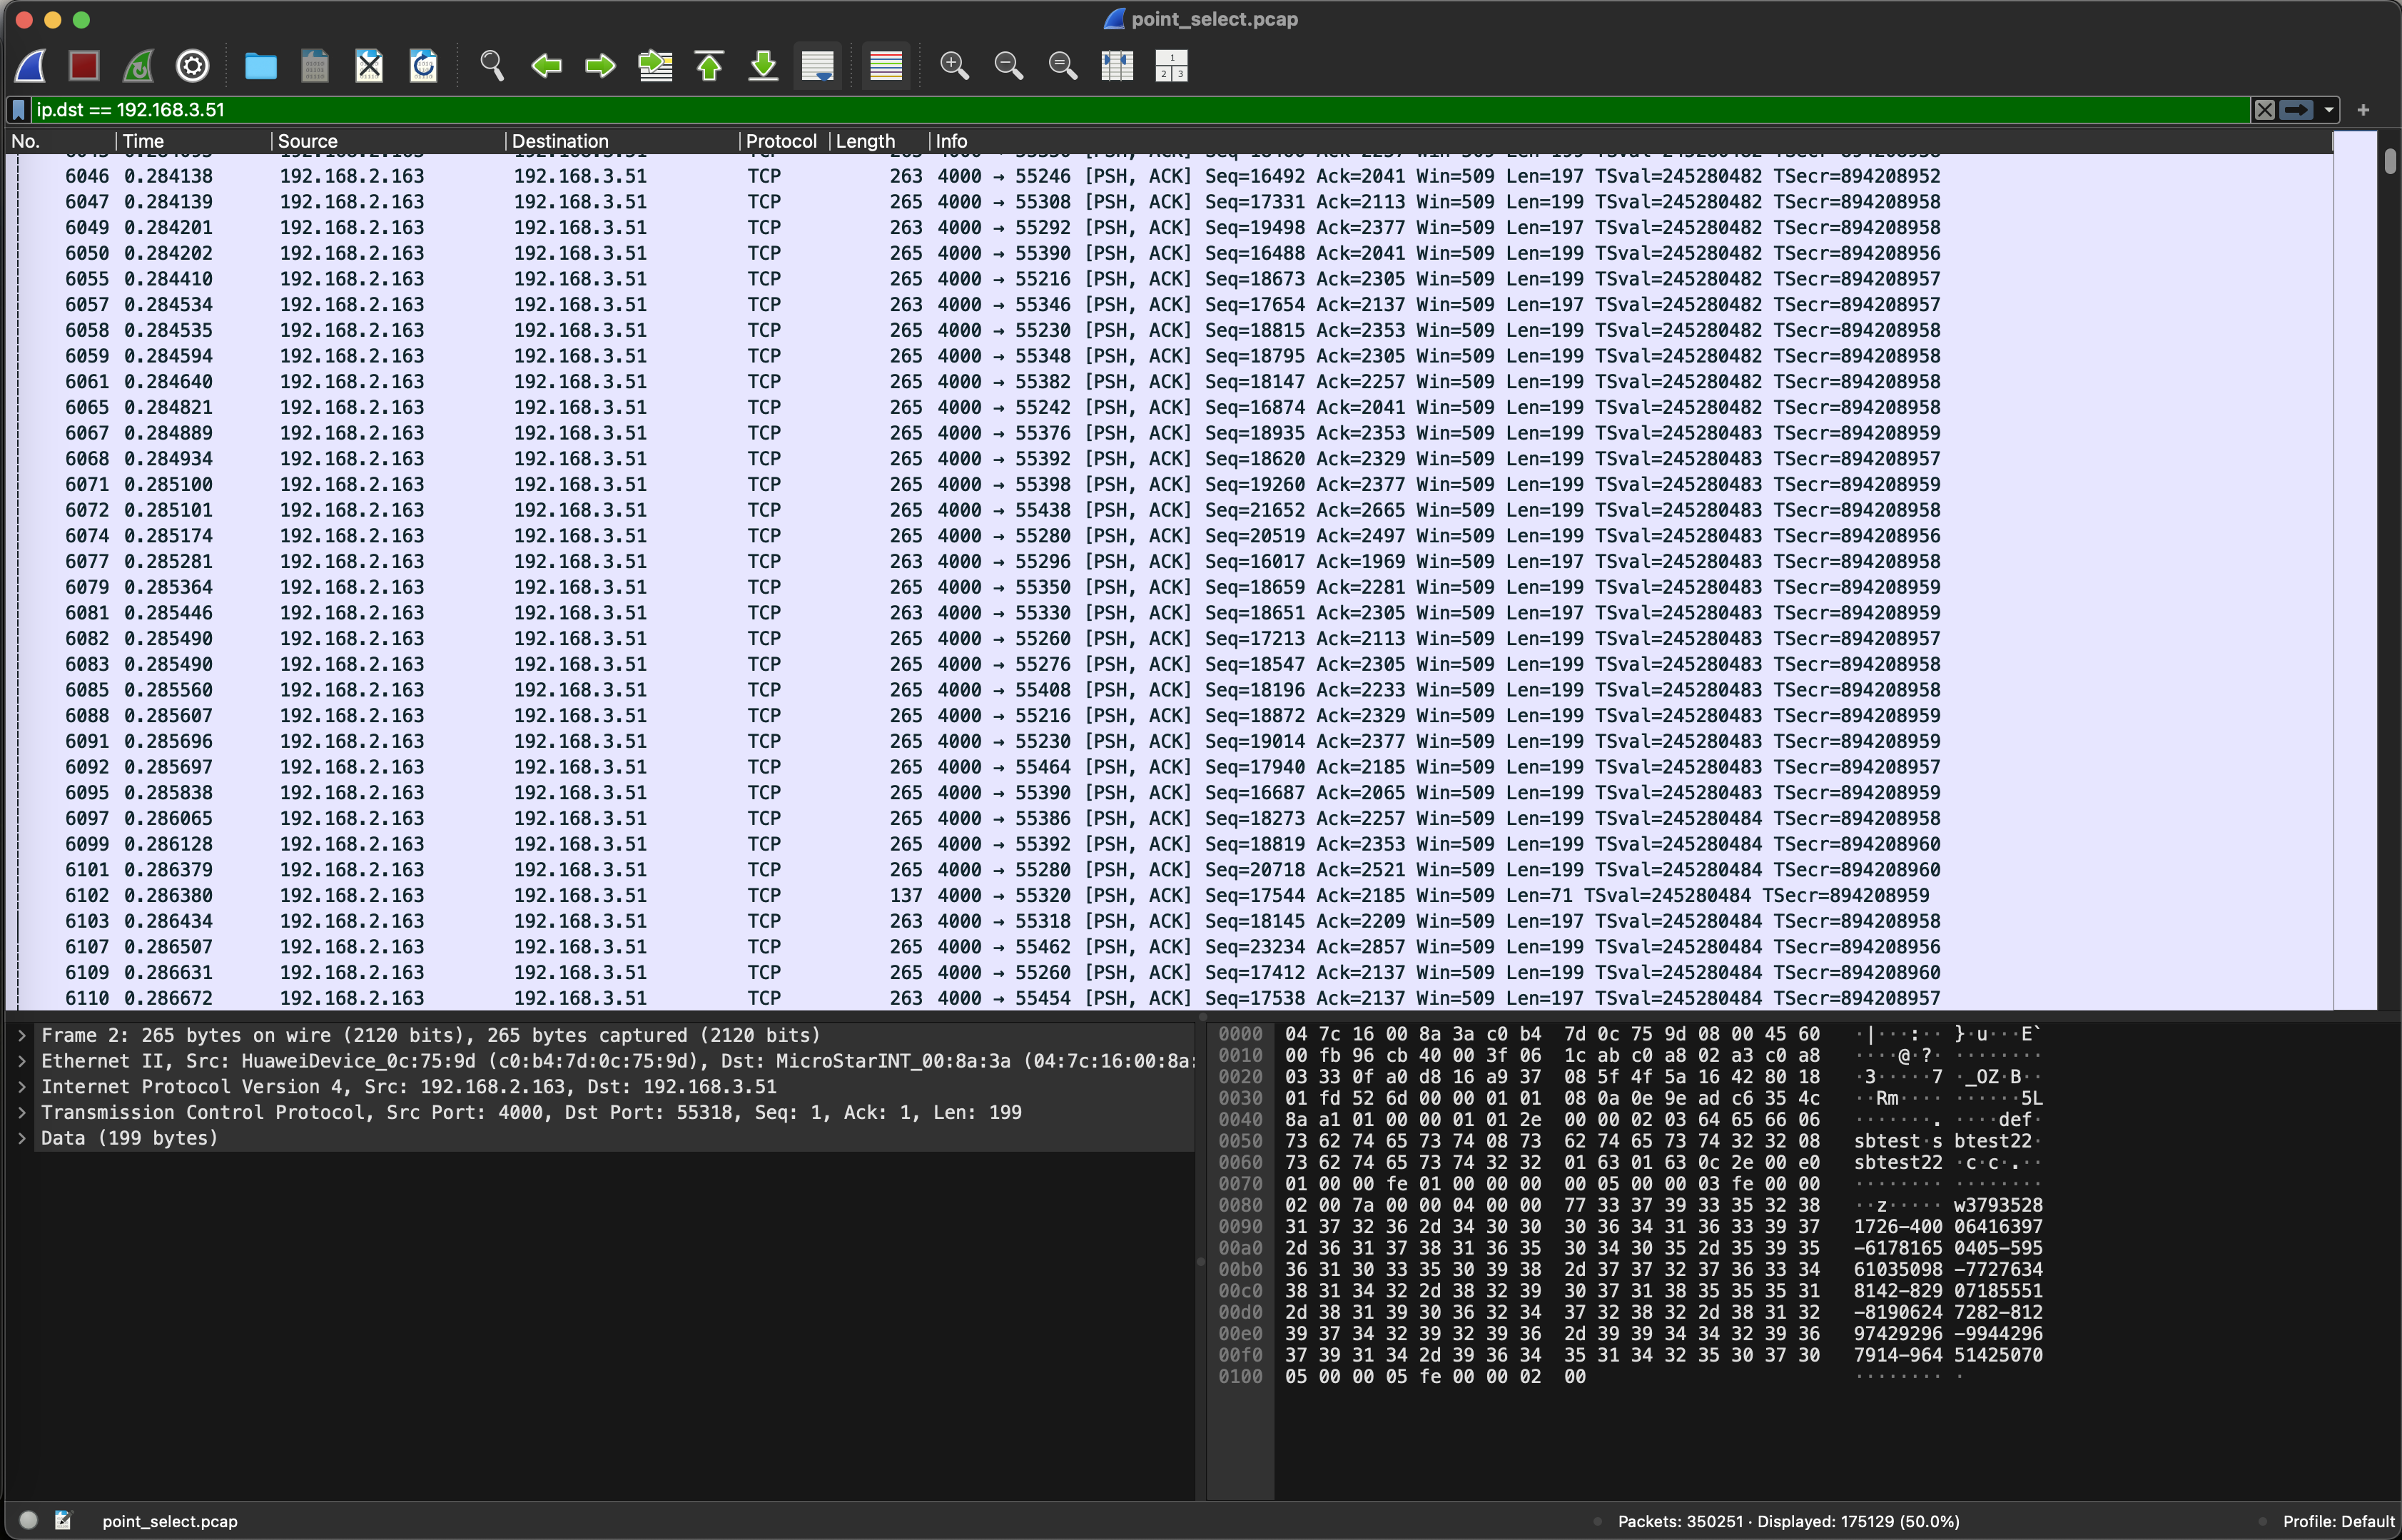 point_select.pcap
ip.dst == 192.168.3.51
No. Time Source Destination Protocol Length Info
6046 0.284138 192.168.2.163 192.168.3.51 TCP 263 4000 → 55246 [PSH, ACK] Seq=16492 Ack=2041 Win=509 Len=197 TSval=245280482 TSecr=894208952
6047 0.284139 192.168.2.163 192.168.3.51 TCP 265 4000 → 55308 [PSH, ACK] Seq=17331 Ack=2113 Win=509 Len=199 TSval=245280482 TSecr=894208958
6049 0.284201 192.168.2.163 192.168.3.51 TCP 263 4000 → 55292 [PSH, ACK] Seq=19498 Ack=2377 Win=509 Len=197 TSval=245280482 TSecr=894208958
6050 0.284202 192.168.2.163 192.168.3.51 TCP 265 4000 → 55390 [PSH, ACK] Seq=16488 Ack=2041 Win=509 Len=199 TSval=245280482 TSecr=894208956
6055 0.284410 192.168.2.163 192.168.3.51 TCP 265 4000 → 55216 [PSH, ACK] Seq=18673 Ack=2305 Win=509 Len=199 TSval=245280482 TSecr=894208957
6057 0.284534 192.168.2.163 192.168.3.51 TCP 263 4000 → 55346 [PSH, ACK] Seq=17654 Ack=2137 Win=509 Len=197 TSval=245280482 TSecr=894208957
6058 0.284535 192.168.2.163 192.168.3.51 TCP 265 4000 → 55230 [PSH, ACK] Seq=18815 Ack=2353 Win=509 Len=199 TSval=245280482 TSecr=894208958
6059 0.284594 192.168.2.163 192.168.3.51 TCP 265 4000 → 55348 [PSH, ACK] Seq=18795 Ack=2305 Win=509 Len=199 TSval=245280482 TSecr=894208958
6061 0.284640 192.168.2.163 192.168.3.51 TCP 265 4000 → 55382 [PSH, ACK] Seq=18147 Ack=2257 Win=509 Len=199 TSval=245280482 TSecr=894208958
6065 0.284821 192.168.2.163 192.168.3.51 TCP 265 4000 → 55242 [PSH, ACK] Seq=16874 Ack=2041 Win=509 Len=199 TSval=245280482 TSecr=894208958
6067 0.284889 192.168.2.163 192.168.3.51 TCP 265 4000 → 55376 [PSH, ACK] Seq=18935 Ack=2353 Win=509 Len=199 TSval=245280483 TSecr=894208959
6068 0.284934 192.168.2.163 192.168.3.51 TCP 265 4000 → 55392 [PSH, ACK] Seq=18620 Ack=2329 Win=509 Len=199 TSval=245280483 TSecr=894208957
6071 0.285100 192.168.2.163 192.168.3.51 TCP 265 4000 → 55398 [PSH, ACK] Seq=19260 Ack=2377 Win=509 Len=199 TSval=245280483 TSecr=894208959
6072 0.285101 192.168.2.163 192.168.3.51 TCP 265 4000 → 55438 [PSH, ACK] Seq=21652 Ack=2665 Win=509 Len=199 TSval=245280483 TSecr=894208958
6074 0.285174 192.168.2.163 192.168.3.51 TCP 265 4000 → 55280 [PSH, ACK] Seq=20519 Ack=2497 Win=509 Len=199 TSval=245280483 TSecr=894208956
6077 0.285281 192.168.2.163 192.168.3.51 TCP 263 4000 → 55296 [PSH, ACK] Seq=16017 Ack=1969 Win=509 Len=197 TSval=245280483 TSecr=894208958
6079 0.285364 192.168.2.163 192.168.3.51 TCP 265 4000 → 55350 [PSH, ACK] Seq=18659 Ack=2281 Win=509 Len=199 TSval=245280483 TSecr=894208959
6081 0.285446 192.168.2.163 192.168.3.51 TCP 263 4000 → 55330 [PSH, ACK] Seq=18651 Ack=2305 Win=509 Len=197 TSval=245280483 TSecr=894208959
6082 0.285490 192.168.2.163 192.168.3.51 TCP 265 4000 → 55260 [PSH, ACK] Seq=17213 Ack=2113 Win=509 Len=199 TSval=245280483 TSecr=894208957
6083 0.285490 192.168.2.163 192.168.3.51 TCP 265 4000 → 55276 [PSH, ACK] Seq=18547 Ack=2305 Win=509 Len=199 TSval=245280483 TSecr=894208958
6085 0.285560 192.168.2.163 192.168.3.51 TCP 265 4000 → 55408 [PSH, ACK] Seq=18196 Ack=2233 Win=509 Len=199 TSval=245280483 TSecr=894208958
6088 0.285607 192.168.2.163 192.168.3.51 TCP 265 4000 → 55216 [PSH, ACK] Seq=18872 Ack=2329 Win=509 Len=199 TSval=245280483 TSecr=894208959
6091 0.285696 192.168.2.163 192.168.3.51 TCP 265 4000 → 55230 [PSH, ACK] Seq=19014 Ack=2377 Win=509 Len=199 TSval=245280483 TSecr=894208959
6092 0.285697 192.168.2.163 192.168.3.51 TCP 265 4000 → 55464 [PSH, ACK] Seq=17940 Ack=2185 Win=509 Len=199 TSval=245280483 TSecr=894208957
6095 0.285838 192.168.2.163 192.168.3.51 TCP 265 4000 → 55390 [PSH, ACK] Seq=16687 Ack=2065 Win=509 Len=199 TSval=245280483 TSecr=894208959
6097 0.286065 192.168.2.163 192.168.3.51 TCP 265 4000 → 55386 [PSH, ACK] Seq=18273 Ack=2257 Win=509 Len=199 TSval=245280484 TSecr=894208958
6099 0.286128 192.168.2.163 192.168.3.51 TCP 265 4000 → 55392 [PSH, ACK] Seq=18819 Ack=2353 Win=509 Len=199 TSval=245280484 TSecr=894208960
6101 0.286379 192.168.2.163 192.168.3.51 TCP 265 4000 → 55280 [PSH, ACK] Seq=20718 Ack=2521 Win=509 Len=199 TSval=245280484 TSecr=894208960
6102 0.286380 192.168.2.163 192.168.3.51 TCP 137 4000 → 55320 [PSH, ACK] Seq=17544 Ack=2185 Win=509 Len=71 TSval=245280484 TSecr=894208959
6103 0.286434 192.168.2.163 192.168.3.51 TCP 263 4000 → 55318 [PSH, ACK] Seq=18145 Ack=2209 Win=509 Len=197 TSval=245280484 TSecr=894208958
6107 0.286507 192.168.2.163 192.168.3.51 TCP 265 4000 → 55462 [PSH, ACK] Seq=23234 Ack=2857 Win=509 Len=199 TSval=245280484 TSecr=894208956
6109 0.286631 192.168.2.163 192.168.3.51 TCP 265 4000 → 55260 [PSH, ACK] Seq=17412 Ack=2137 Win=509 Len=199 TSval=245280484 TSecr=894208960
6110 0.286672 192.168.2.163 192.168.3.51 TCP 263 4000 → 55454 [PSH, ACK] Seq=17538 Ack=2137 Win=509 Len=197 TSval=245280484 TSecr=894208957
Frame 2: 265 bytes on wire (2120 bits), 265 bytes captured (2120 bits)
Ethernet II, Src: HuaweiDevice_0c:75:9d (c0:b4:7d:0c:75:9d), Dst: MicroStarINT_00:8a:3a (04:7c:16:00:8a:
Internet Protocol Version 4, Src: 192.168.2.163, Dst: 192.168.3.51
Transmission Control Protocol, Src Port: 4000, Dst Port: 55318, Seq: 1, Ack: 1, Len: 199
Data (199 bytes)
0000 04 7c 16 00 8a 3a c0 b4 7d 0c 75 9d 08 00 45 60 ·|···:·· }·u···E`
0010 00 fb 96 cb 40 00 3f 06 1c ab c0 a8 02 a3 c0 a8 ····@·?· ········
0020 03 33 0f a0 d8 16 a9 37 08 5f 4f 5a 16 42 80 18 ·3·····7 ·_OZ·B··
0030 01 fd 52 6d 00 00 01 01 08 0a 0e 9e ad c6 35 4c ··Rm···· ······5L
0040 8a a1 01 00 00 01 01 2e 00 00 02 03 64 65 66 06 ·······. ····def·
0050 73 62 74 65 73 74 08 73 62 74 65 73 74 32 32 08 sbtest·s btest22·
0060 73 62 74 65 73 74 32 32 01 63 01 63 0c 2e 00 e0 sbtest22 ·c·c·.··
0070 01 00 00 fe 01 00 00 00 00 05 00 00 03 fe 00 00 ········ ········
0080 02 00 7a 00 00 04 00 00 77 33 37 39 33 35 32 38 ··z····· w3793528
0090 31 37 32 36 2d 34 30 30 30 36 34 31 36 33 39 37 1726-400 06416397
00a0 2d 36 31 37 38 31 36 35 30 34 30 35 2d 35 39 35 -6178165 0405-595
00b0 36 31 30 33 35 30 39 38 2d 37 37 32 37 36 33 34 61035098 -7727634
00c0 38 31 34 32 2d 38 32 39 30 37 31 38 35 35 35 31 8142-829 07185551
00d0 2d 38 31 39 30 36 32 34 37 32 38 32 2d 38 31 32 -8190624 7282-812
00e0 39 37 34 32 39 32 39 36 2d 39 39 34 34 32 39 36 97429296 -9944296
00f0 37 39 31 34 2d 39 36 34 35 31 34 32 35 30 37 30 7914-964 51425070
0100 05 00 00 05 fe 00 00 02 00 ········ ·
point_select.pcap
Packets: 350251 · Displayed: 175129 (50.0%)
Profile: Default